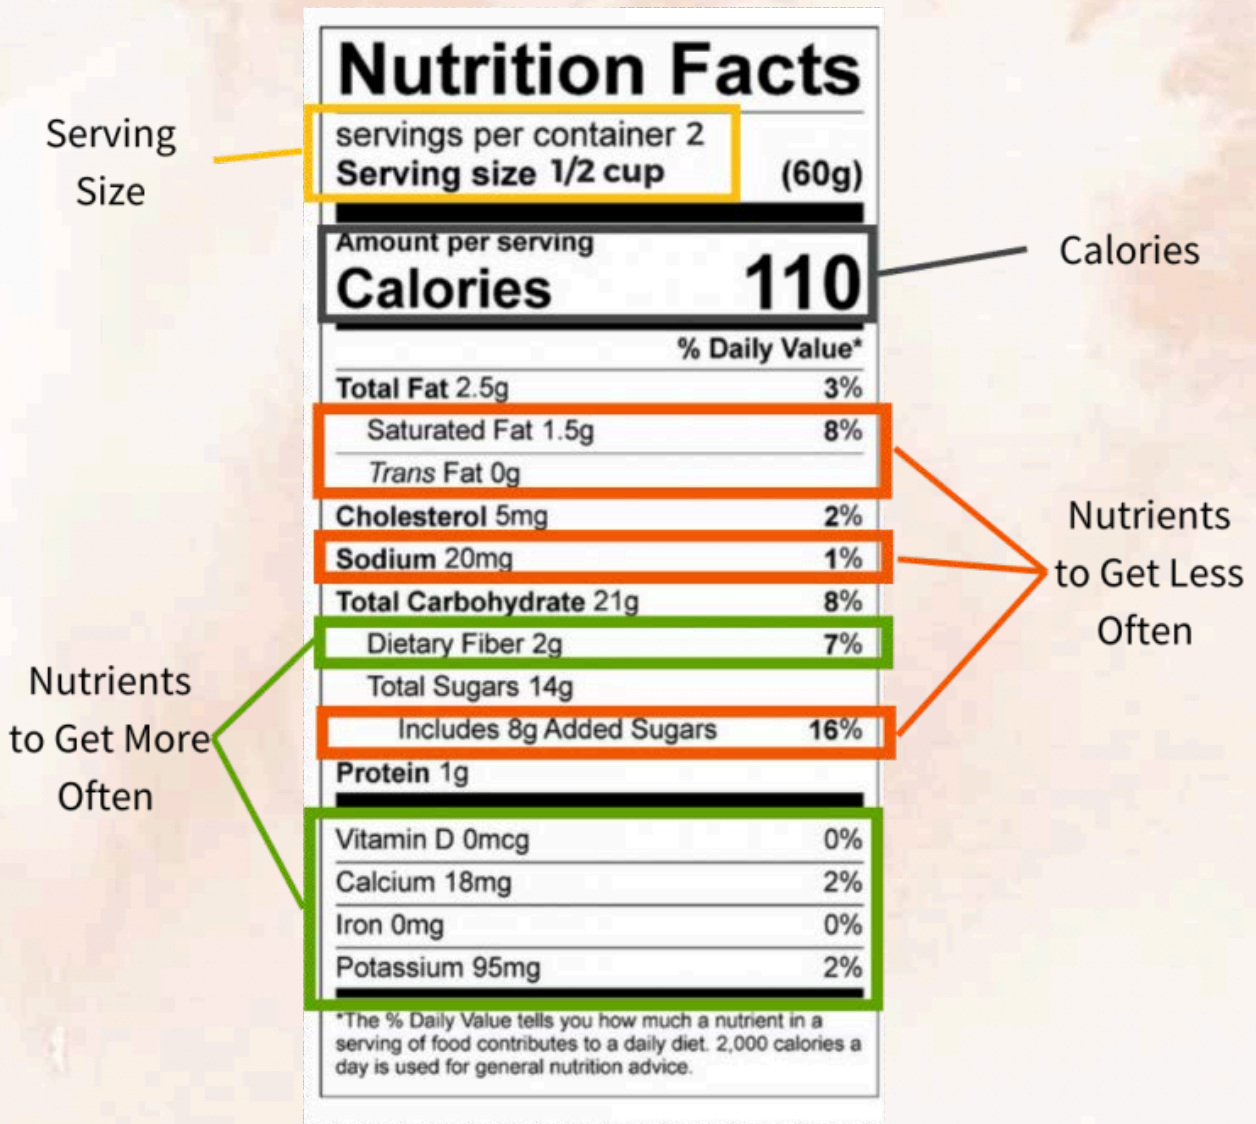 Nutrition Facts
Serving
Size
servings per container 2
Serving size 1/2 cup (60g)
Amount per serving
Calories 110
Calories
% Daily Value*
Total Fat 2.5g 3%
Saturated Fat 1.5g 8%
Trans Fat 0g
Cholesterol 5mg 2%
Sodium 20mg 1%
Nutrients
to Get Less
Often
Total Carbohydrate 21g 8%
Dietary Fiber 2g 7%
Total Sugars 14g
Includes 8g Added Sugars 16%
Protein 1g
Nutrients
to Get More
Often
Vitamin D 0mcg 0%
Calcium 18mg 2%
Iron 0mg 0%
Potassium 95mg 2%
*The % Daily Value tells you how much a nutrient in a
serving of food contributes to a daily diet. 2,000 calories a
day is used for general nutrition advice.